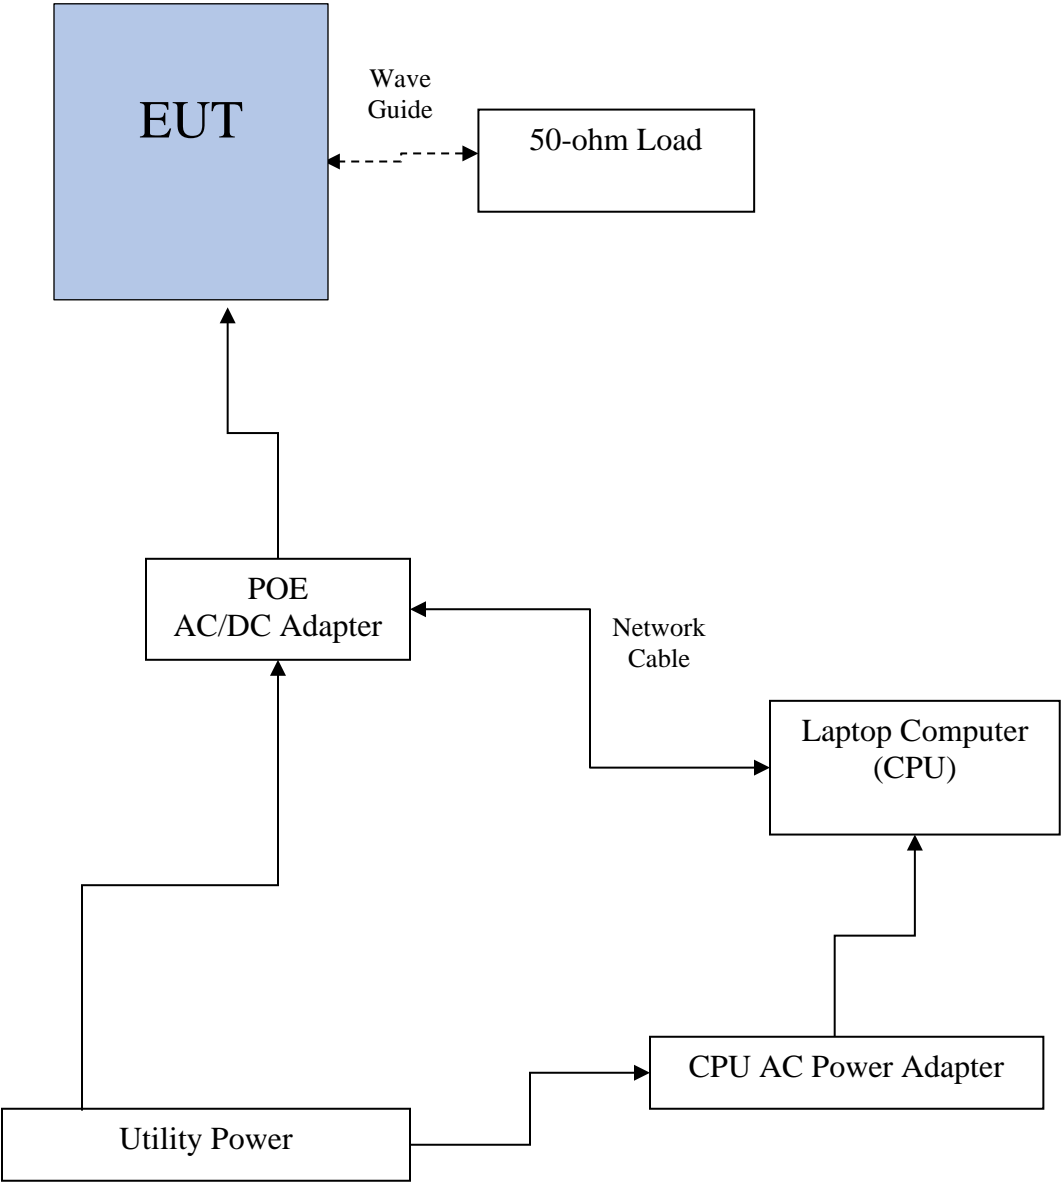 EUT
Wave
Guide
50-ohm Load
POE
AC/DC Adapter
Network
Cable
Laptop Computer
(CPU)
CPU AC Power Adapter
Utility Power